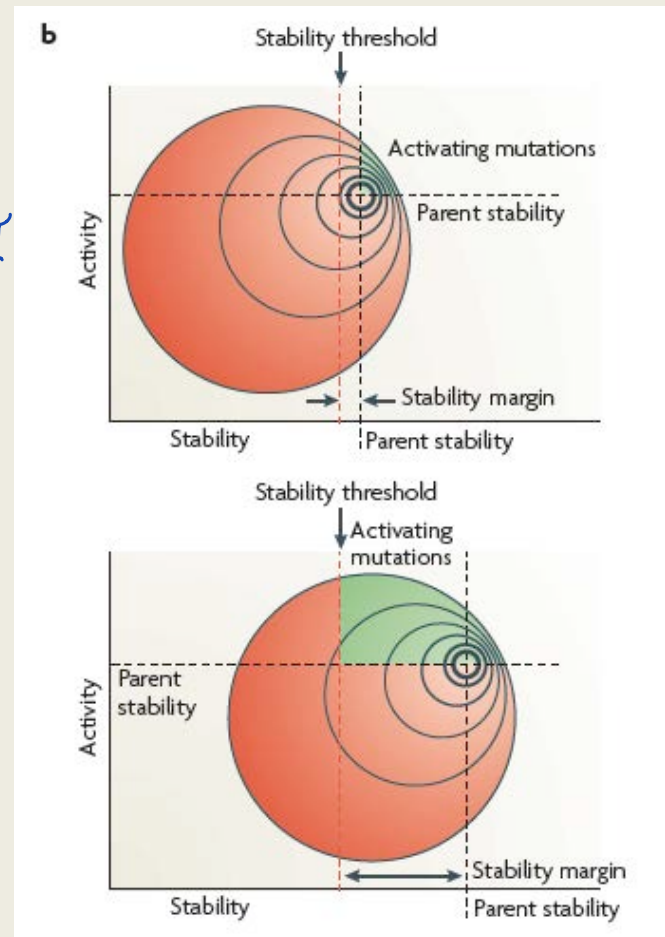 b
Stability threshold
Activating mutations
Parent stability
Activity
Stability margin
Stability
Parent stability
Stability threshold
Activating
mutations
Parent
stability
Activity
Stability margin
Stability
Parent stability